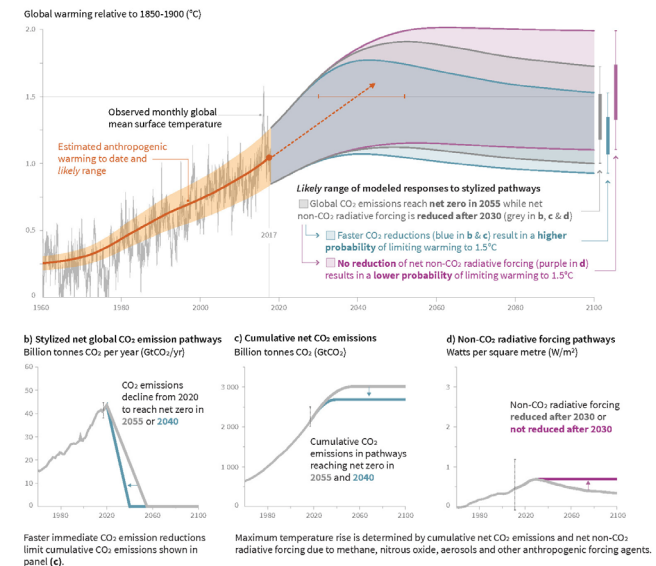 Global warming relative to 1850-1900 (°C)
2.0
1.5
1.0
0.5
0
Observed monthly global
mean surface temperature
Estimated anthropogenic
warming to date and
likely range
2017
Likely range of modeled responses to stylized pathways
Global CO₂ emissions reach net zero in 2055 while net
non-CO₂ radiative forcing is reduced after 2030 (grey in b, c & d)
Faster CO₂ reductions (blue in b & c) result in a higher
probability of limiting warming to 1.5°C
No reduction of net non-CO₂ radiative forcing (purple in d)
results in a lower probability of limiting warming to 1.5°C
1960 1980 2000 2020 2040 2060 2080 2100
b) Stylized net global CO₂ emission pathways
Billion tonnes CO₂ per year (GtCO₂/yr)
60
50
40
30
20
10
0
CO₂ emissions
decline from 2020
to reach net zero in
2055 or 2040
1980 2020 2060 2100
Faster immediate CO₂ emission reductions
limit cumulative CO₂ emissions shown in
panel (c).
c) Cumulative net CO₂ emissions
Billion tonnes CO₂ (GtCO₂)
3 000
2 000
1 000
0
Cumulative CO₂
emissions in pathways
reaching net zero in
2055 and 2040
1980 2020 2060 2100
d) Non-CO₂ radiative forcing pathways
Watts per square metre (W/m²)
3
2
1
0
Non-CO₂ radiative forcing
reduced after 2030 or
not reduced after 2030
1980 2020 2060 2100
Maximum temperature rise is determined by cumulative net CO₂ emissions and net non-CO₂
radiative forcing due to methane, nitrous oxide, aerosols and other anthropogenic forcing agents.